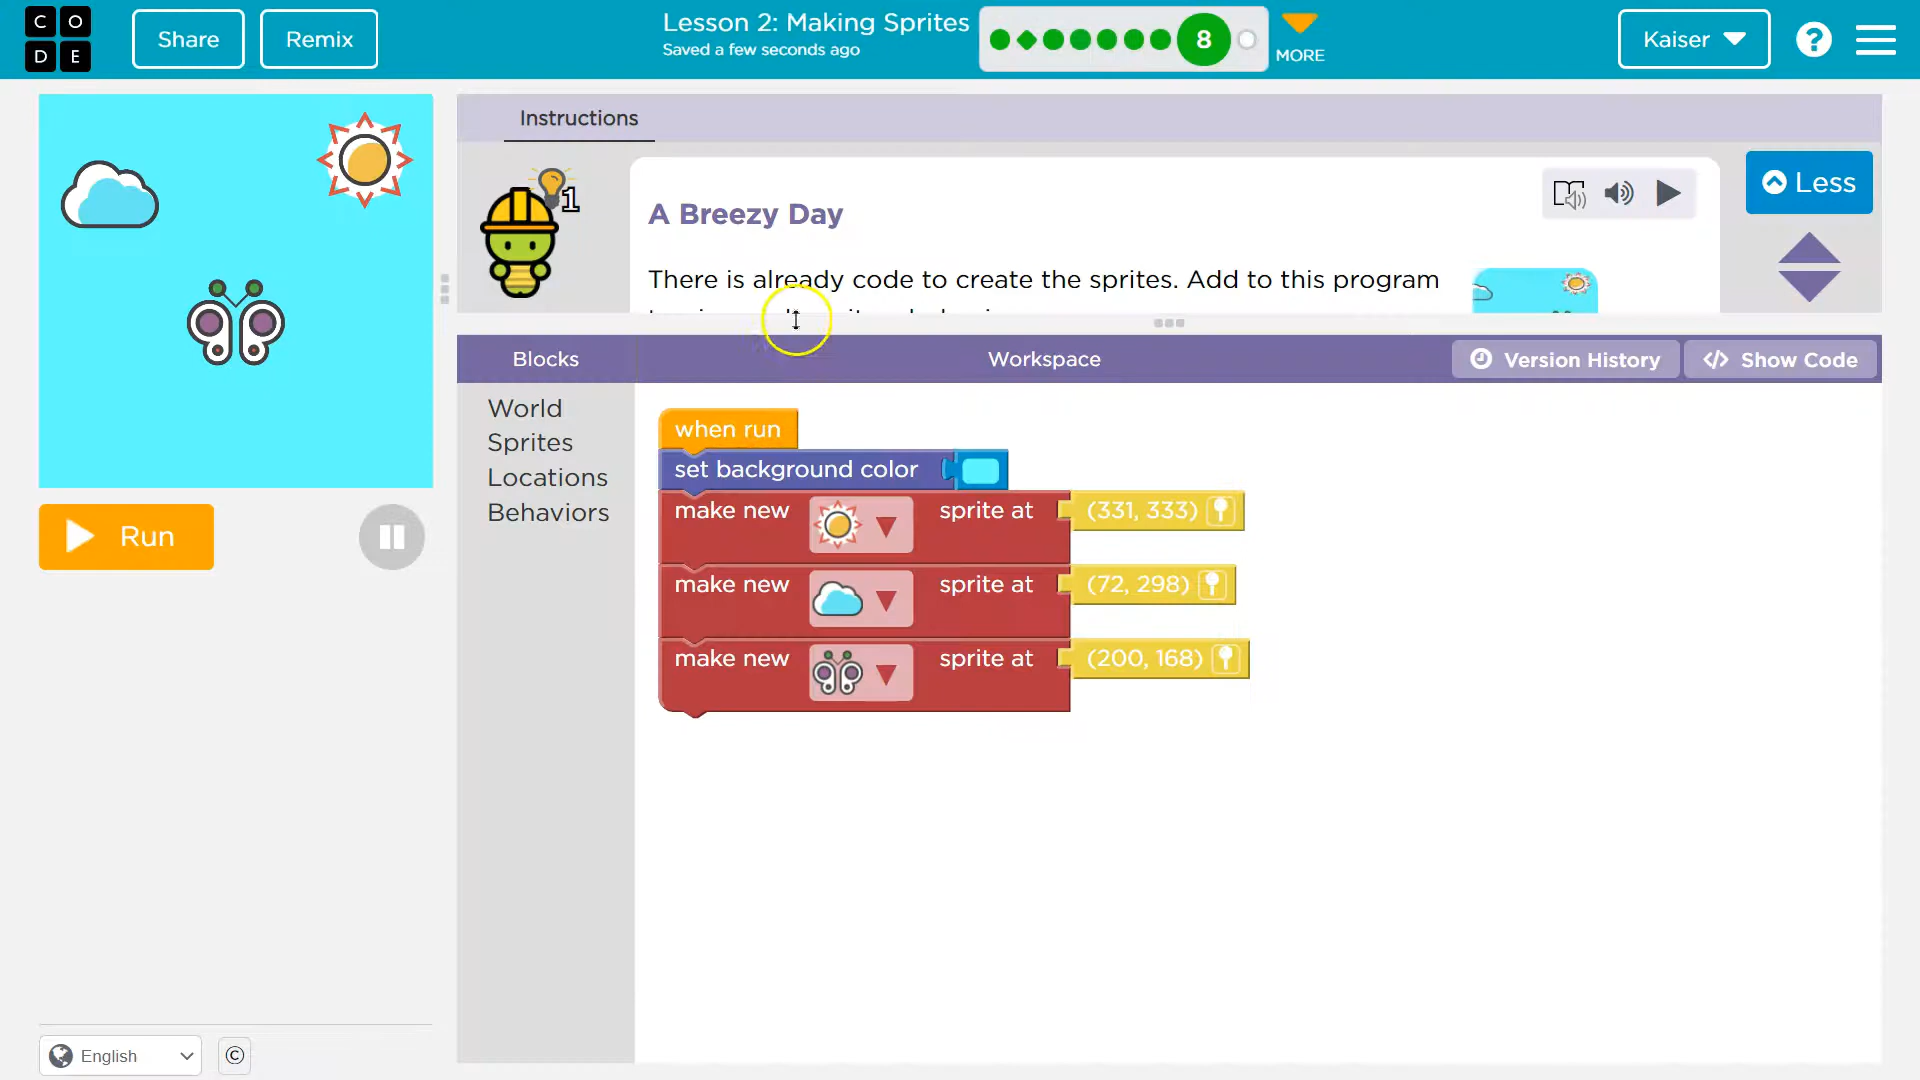 C O
D E
Share
Remix
Lesson 2: Making Sprites
Saved a few seconds ago
8
MORE
Kaiser
?
Instructions
1
A Breezy Day
Less
There is already code to create the sprites. Add to this program
Blocks
Workspace
Version History
</> Show Code
World
Sprites
Locations
Behaviors
when run
set background color
make new sprite at (331, 333)
make new sprite at (72, 298)
make new sprite at (200, 168)
Run
English
©